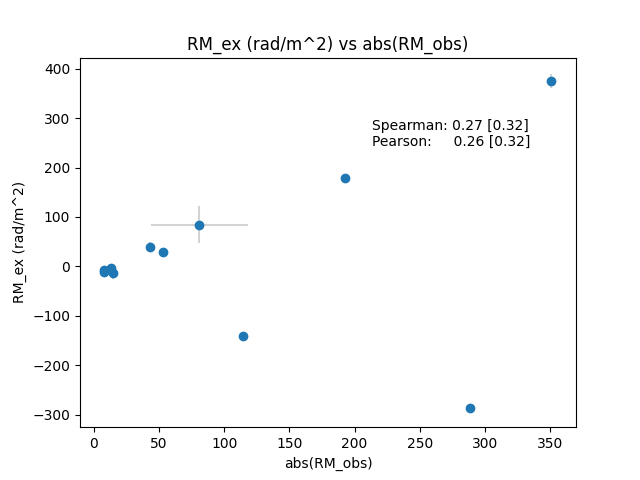 RM_ex (rad/m^2) vs abs(RM_obs)
400
300
200
100
0
−100
−200
−300
RM_ex (rad/m^2)
Spearman: 0.27 [0.32]
Pearson: 0.26 [0.32]
0 50 100 150 200 250 300 350
abs(RM_obs)